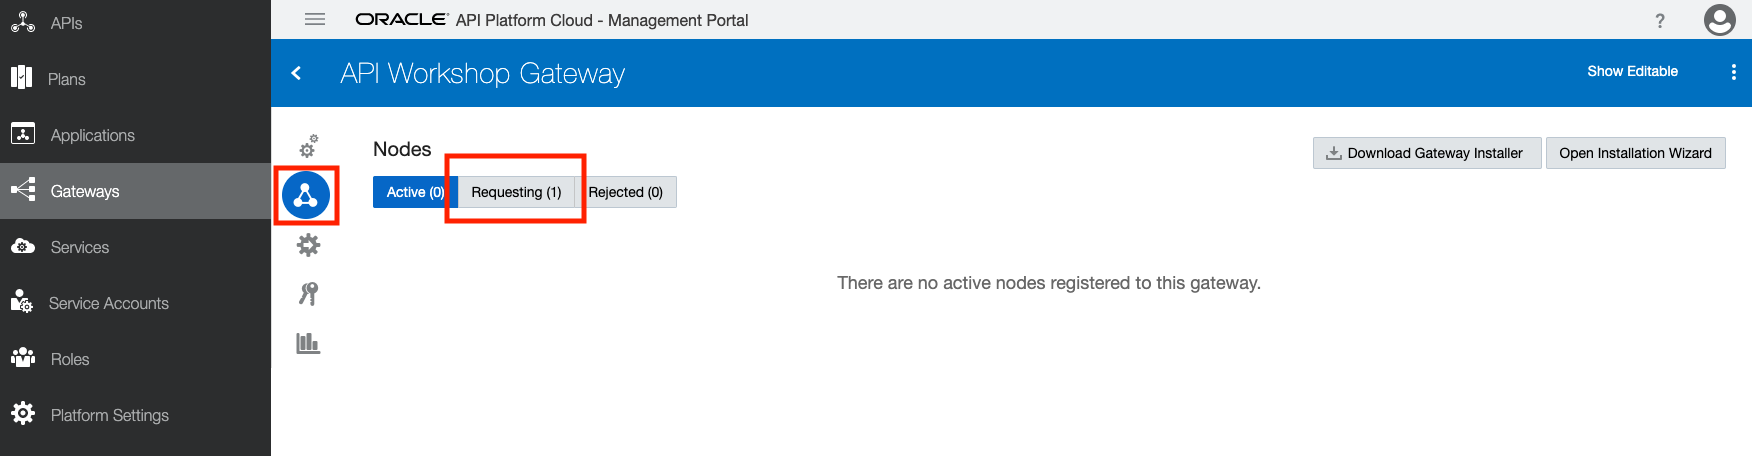 APIs
Plans
Applications
Gateways
Services
Service Accounts
Roles
Platform Settings
ORACLE® API Platform Cloud - Management Portal
?
API Workshop Gateway
Show Editable
Nodes
Download Gateway Installer
Open Installation Wizard
Active (0)
Requesting (1)
Rejected (0)
There are no active nodes registered to this gateway.